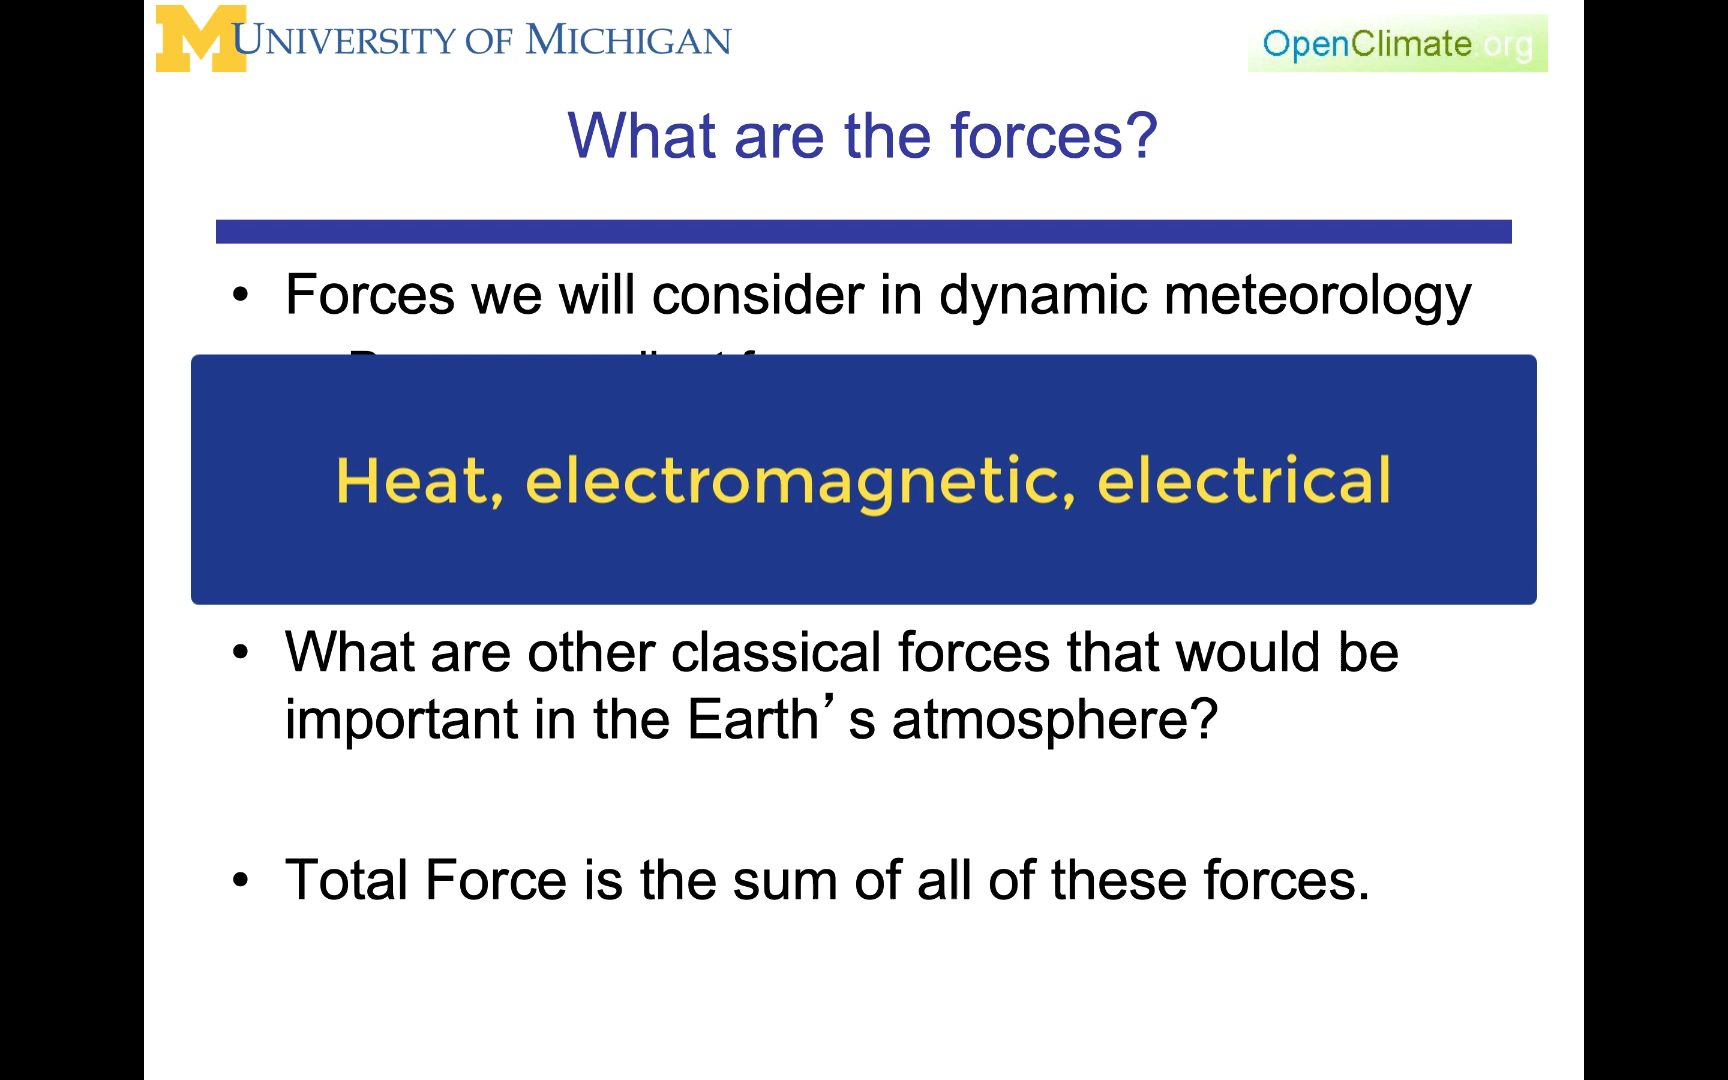 UNIVERSITY OF MICHIGAN
OpenClimate.org
What are the forces?
• Forces we will consider in dynamic meteorology
Heat, electromagnetic, electrical
• What are other classical forces that would be
important in the Earth’s atmosphere?
• Total Force is the sum of all of these forces.